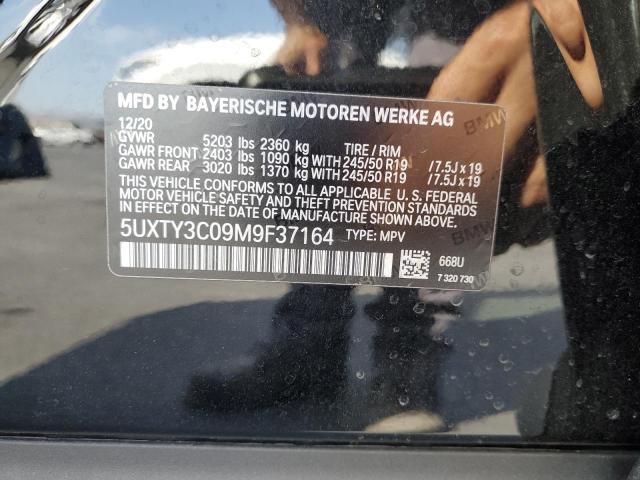 MFD BY BAYERISCHE MOTOREN WERKE AG
12/20
GVWR 5203 lbs 2360 kg TIRE / RIM
GAWR FRONT 2403 lbs 1090 kg WITH 245/50 R19 /7.5J x 19
GAWR REAR 3020 lbs 1370 kg WITH 245/50 R19 /7.5J x 19
THIS VEHICLE CONFORMS TO ALL APPLICABLE U. S. FEDERAL
MOTOR VEHICLE SAFETY AND THEFT PREVENTION STANDARDS
IN EFFECT ON THE DATE OF MANUFACTURE SHOWN ABOVE.
5UXTY3C09M9F37164 TYPE: MPV
668U
7 320 730